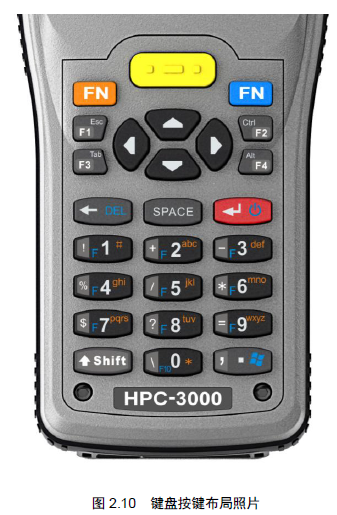 FN FN
Esc F1 Ctrl F2
Tab F3 Alt F4
DEL SPACE
! F 1 # + F 2 abc - F 3 def
% F 4 ghi / F 5 jkl * F 6 mno
$ F 7 pqrs ? F 8 tuv = F 9 wxyz
Shift \ F10 0 * , .
HPC-3000
图 2.10 键盘按键布局照片